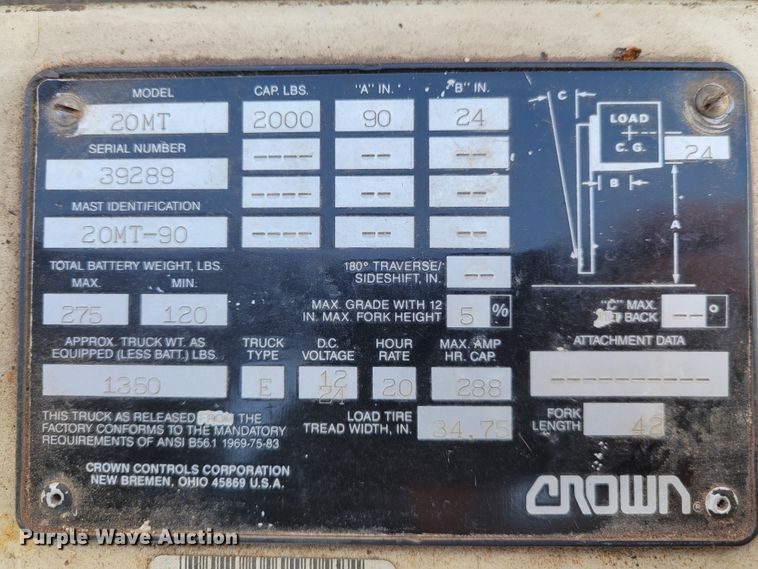 MODEL CAP. LBS. "A" IN. "B" IN.
20MT 2000 90 24
SERIAL NUMBER ---- -- --
39289 ---- -- --
MAST IDENTIFICATION
20MT-90 ---- -- --
C
LOAD
C. G.
24
B
A
TOTAL BATTERY WEIGHT, LBS.
MAX. MIN.
275 120
180° TRAVERSE/
SIDESHIFT, IN. --
MAX. GRADE WITH 12
IN. MAX. FORK HEIGHT 5 %
"C" MAX.
BACK -- °
APPROX. TRUCK WT. AS
EQUIPPED (LESS BATT.) LBS.
1350
TRUCK
TYPE
E
D.C.
VOLTAGE
12
24
HOUR
RATE
20
MAX. AMP
HR. CAP.
288
ATTACHMENT DATA
---------
LOAD TIRE
TREAD WIDTH, IN. 34.75
FORK
LENGTH 42
THIS TRUCK AS RELEASED THE
FACTORY CONFORMS TO THE MANDATORY
REQUIREMENTS OF ANSI B56.1 1969-75-83
CROWN CONTROLS CORPORATION
NEW BREMEN, OHIO 45869 U.S.A.
CROWN®
Purple Wave Auction